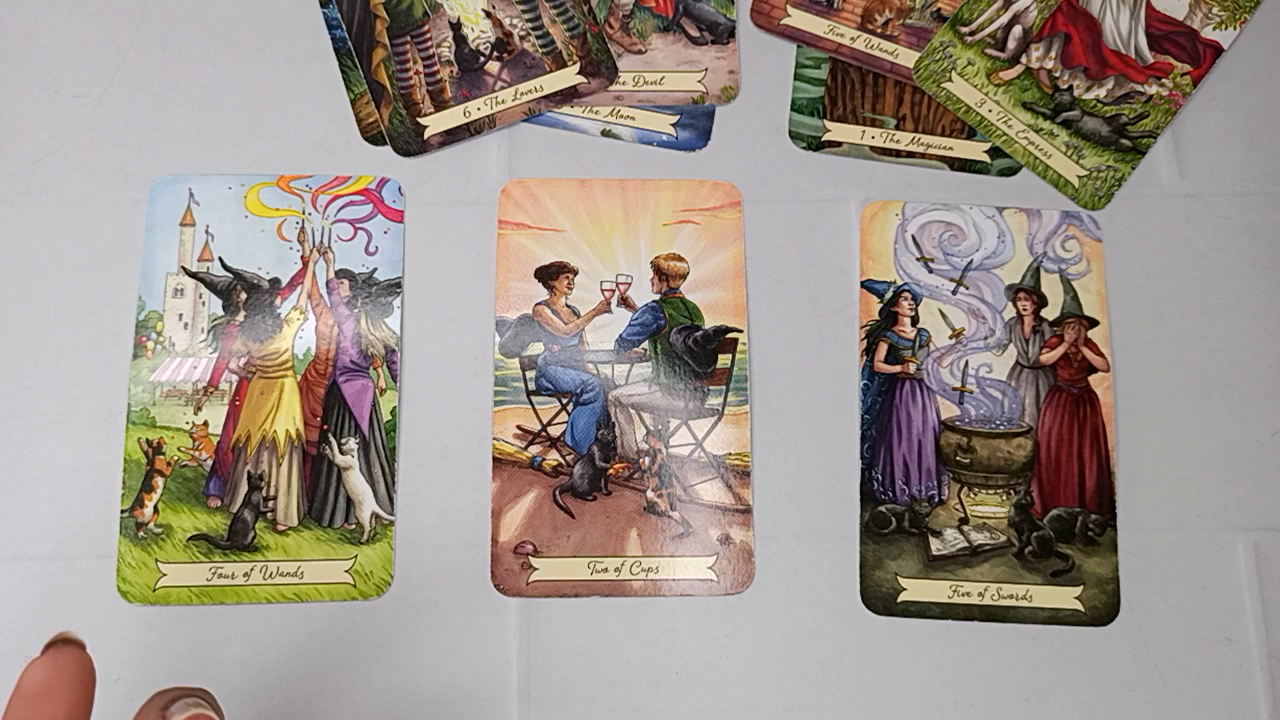 6 • The Lovers
he Devil
The Moon
Five of Wands
1 • The Magician
3 • The Empress
Four of Wands
Two of Cups
Five of Swords